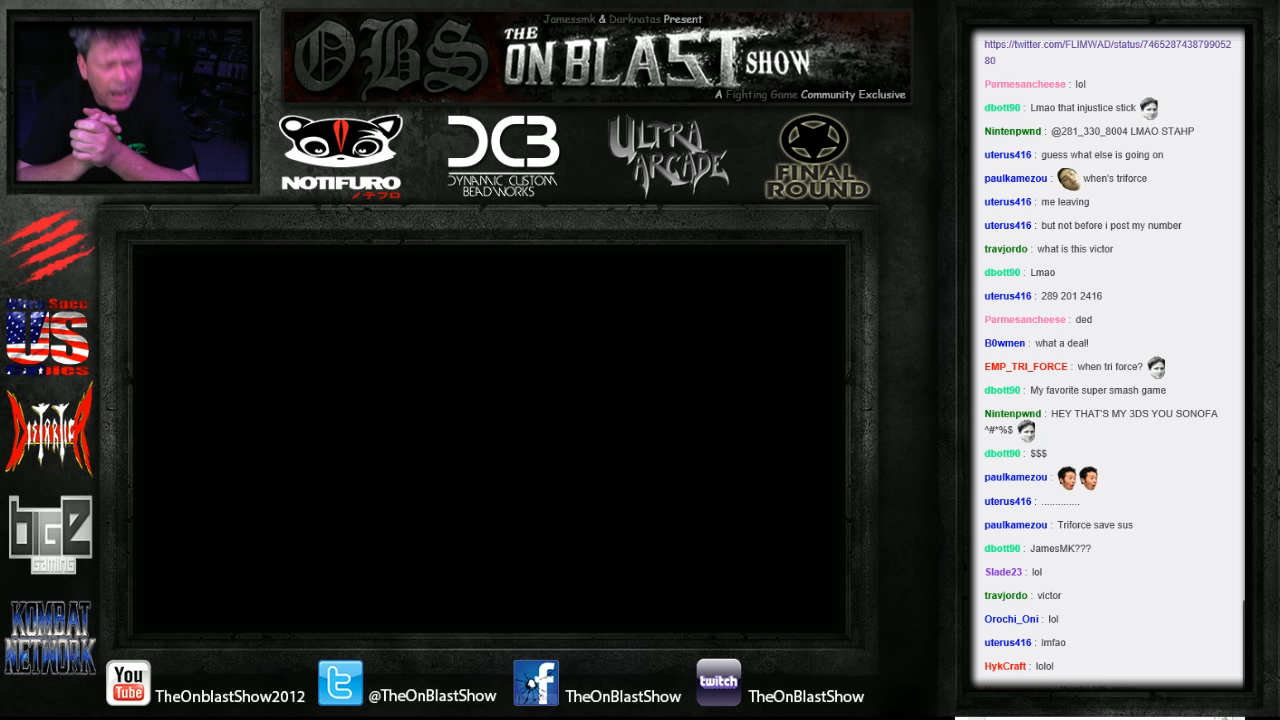 Jamessmk & Darknatas Present
OBS
THE
ON BLAST SHOW
A Fighting Game Community Exclusive
NOTIFURO
ノテフロ
DCB
DYNAMIC CUSTOM
BEADWORKS
ULTRA
ARCADE
FINAL
ROUND
US
DISTORTION
bige
GAMING
KOMBAT
NETWORK
You
Tube
TheOnblastShow2012
@TheOnBlastShow
TheOnBlastShow
twitch
TheOnBlastShow
https://twitter.com/FLIMWAD/status/7465287438799052
80
Parmesancheese : lol
dbott90 : Lmao that injustice stick
Nintenpwnd : @281_330_8004 LMAO STAHP
uterus416 : guess what else is going on
paulkamezou : when's triforce
uterus416 : me leaving
uterus416 : but not before i post my number
travjordo : what is this victor
dbott90 : Lmao
uterus416 : 289 201 2416
Parmesancheese : ded
B0wmen : what a deal!
EMP_TRI_FORCE : when tri force?
dbott90 : My favorite super smash game
Nintenpwnd : HEY THAT'S MY 3DS YOU SONOFA
^#*%$
dbott90 : $$$
paulkamezou :
uterus416 : ..............
paulkamezou : Triforce save sus
dbott90 : JamesMK???
Slade23 : lol
travjordo : victor
Orochi_Oni : lol
uterus416 : lmfao
HykCraft : lolol